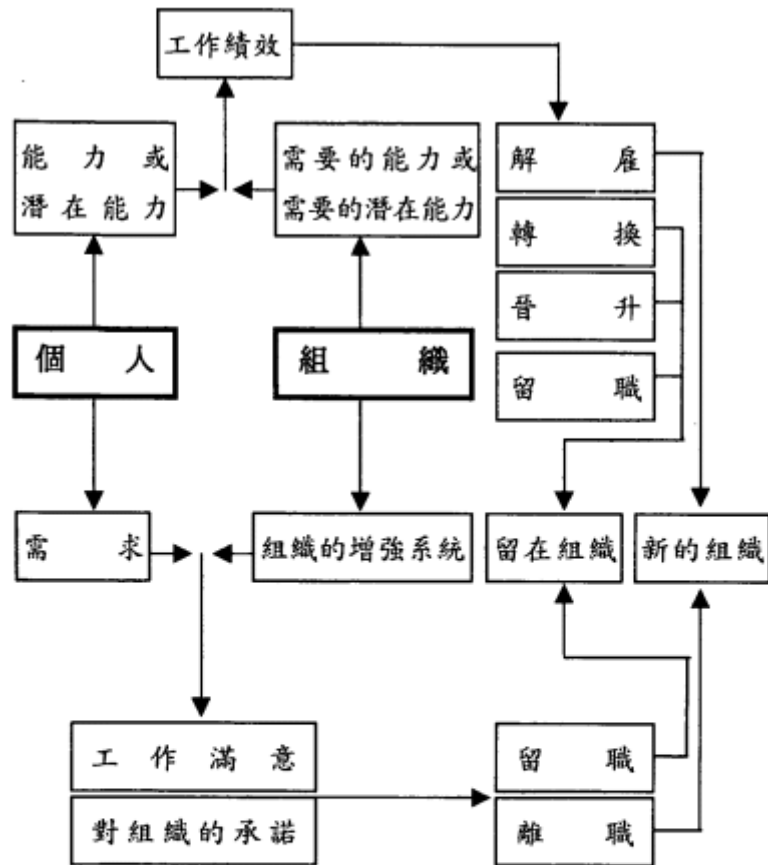 工作績效
能力或
潛在能力
需要的能力或
需要的潛在能力
解雇
轉換
晉升
留職
個人
組織
需求
組織的增強系統
留在組織
新的組織
工作滿意
對組織的承諾
留職
離職